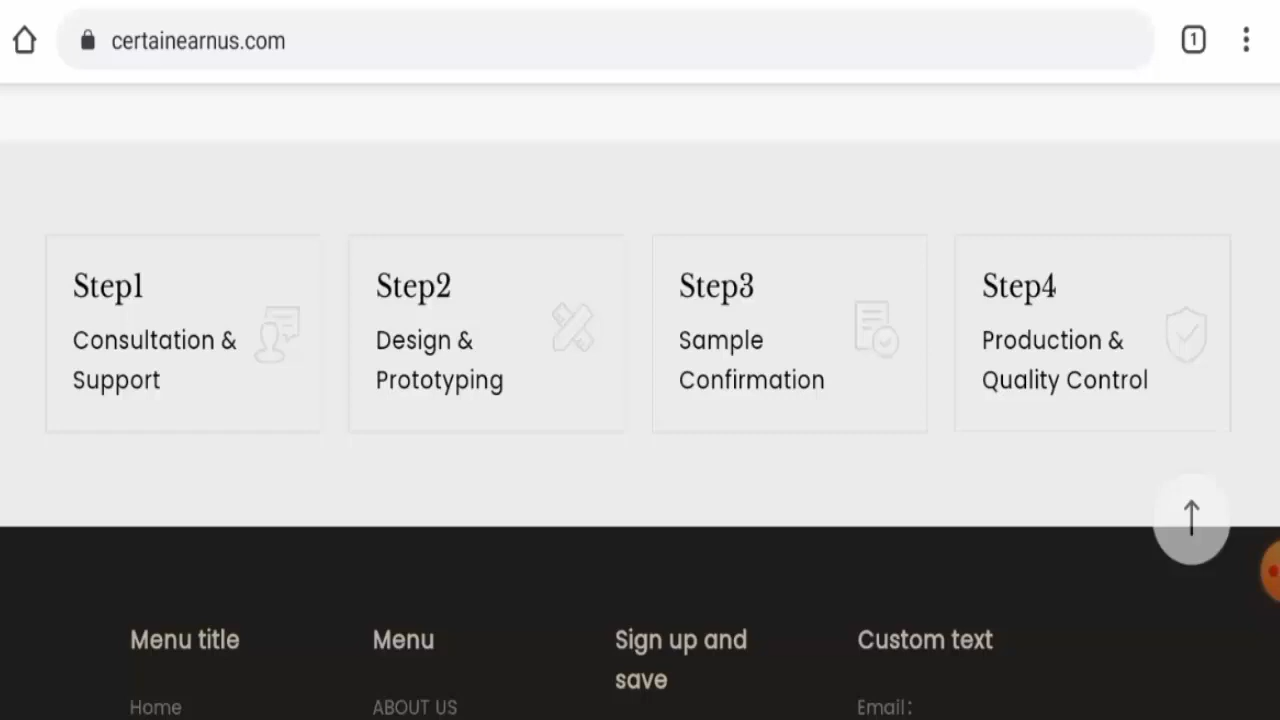 certainearnus.com
1
Step1
Consultation &
Support
Step2
Design &
Prototyping
Step3
Sample
Confirmation
Step4
Production &
Quality Control
Menu title
Home
Menu
ABOUT US
Sign up and
save
Custom text
Email: